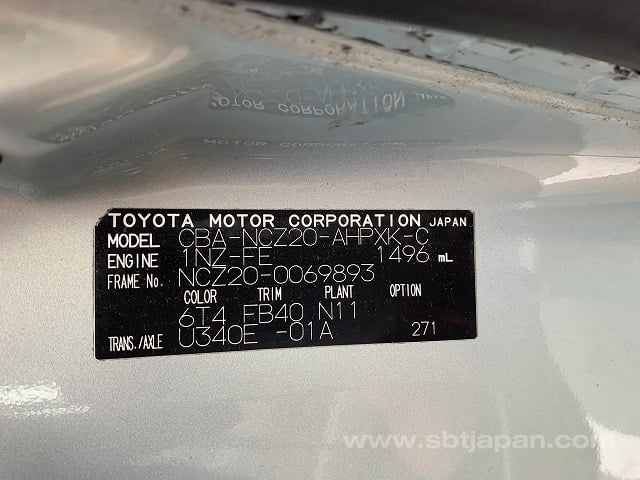 TOYOTA MOTOR CORPORATION JAPAN
MODEL CBA-NCZ20-AHPXK-C
ENGINE 1NZ-FE 1496 mL
FRAME No. NCZ20-0069893
COLOR TRIM PLANT OPTION
6T4 FB40 N11
TRANS./AXLE U340E -01A 271
www.sbtjapan.com